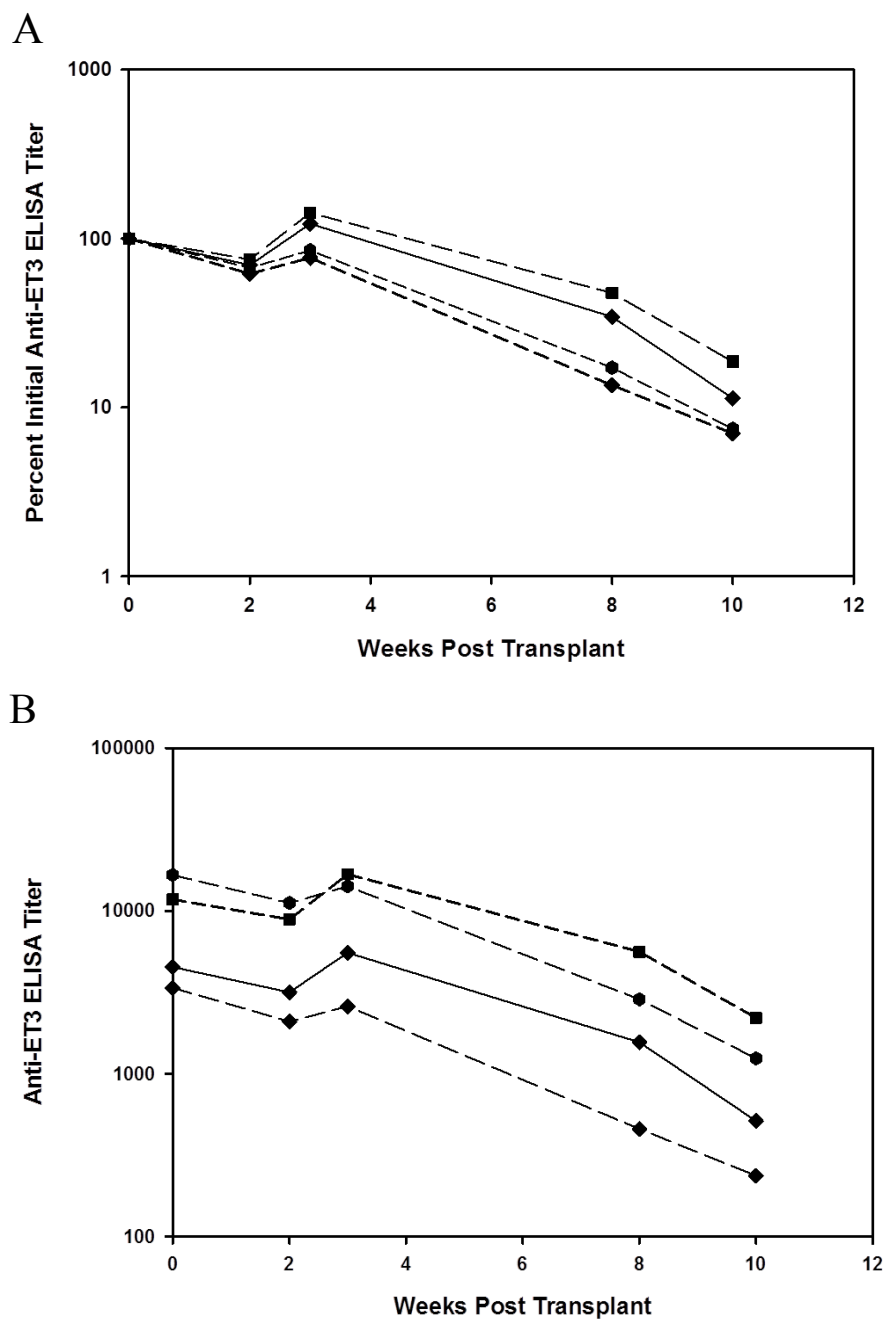 A
1000
100
10
1
Percent Initial Anti-ET3 ELISA Titer
0 2 4 6 8 10 12
Weeks Post Transplant
B
100000
10000
1000
100
Anti-ET3 ELISA Titer
0 2 4 6 8 10 12
Weeks Post Transplant